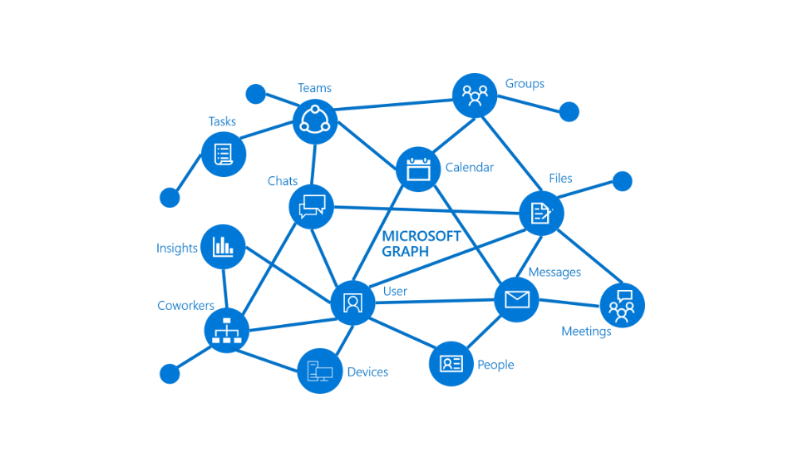 Teams
Groups
Tasks
Calendar
Chats
Files
MICROSOFT
GRAPH
Insights
Messages
User
Coworkers
Meetings
Devices
People